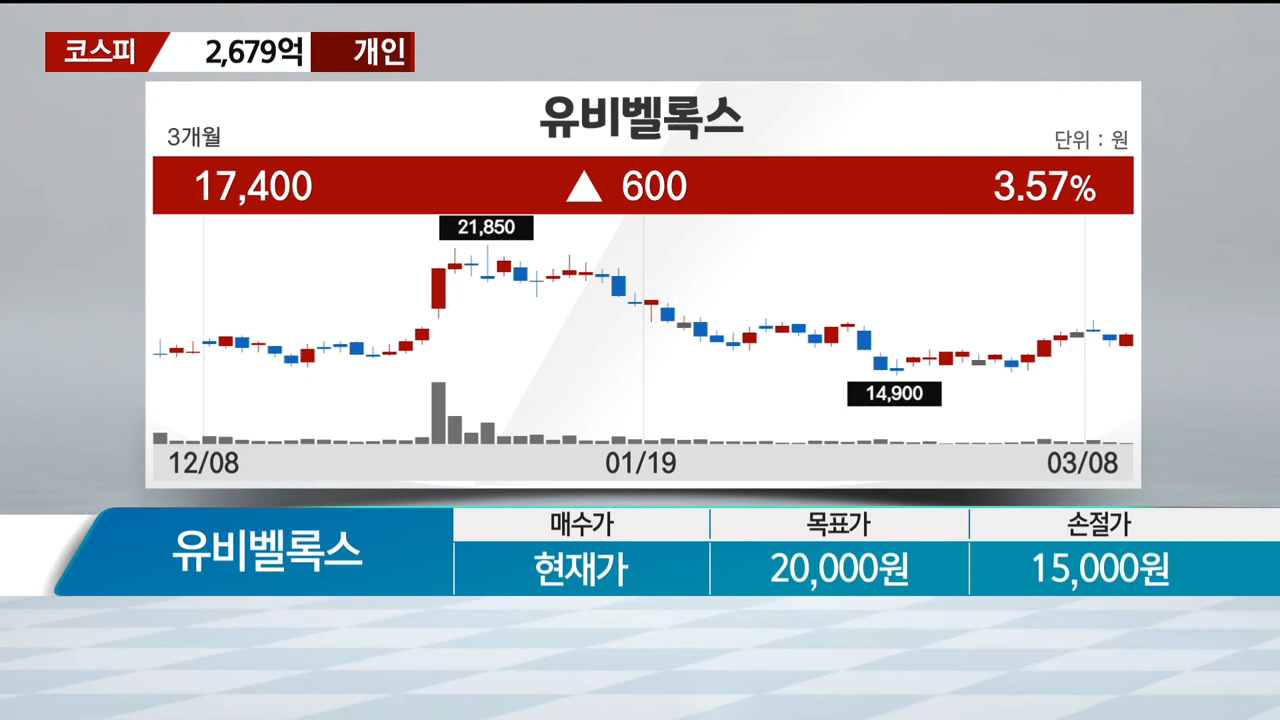 코스피 2,679억 개인
유비벨록스
3개월 단위 : 원
17,400 ▲ 600 3.57%
21,850
14,900
12/08 01/19 03/08
유비벨록스
매수가 목표가 손절가
현재가 20,000원 15,000원